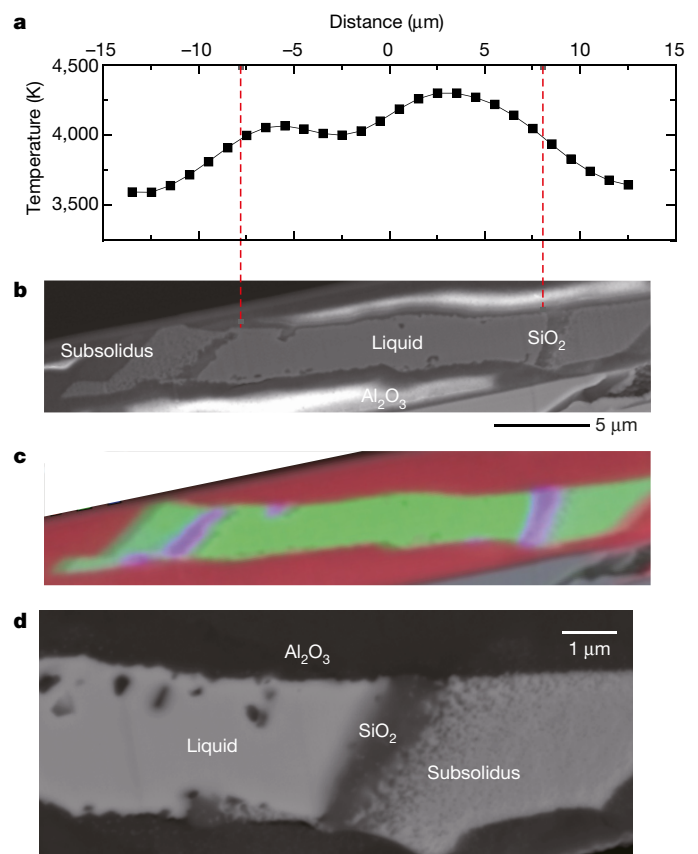 a
Distance (μm)
−15 −10 −5 0 5 10 15
Temperature (K)
4,500
4,000
3,500
b
Subsolidus
Liquid
SiO₂
Al₂O₃
5 μm
c
d
Al₂O₃
1 μm
SiO₂
Liquid
Subsolidus